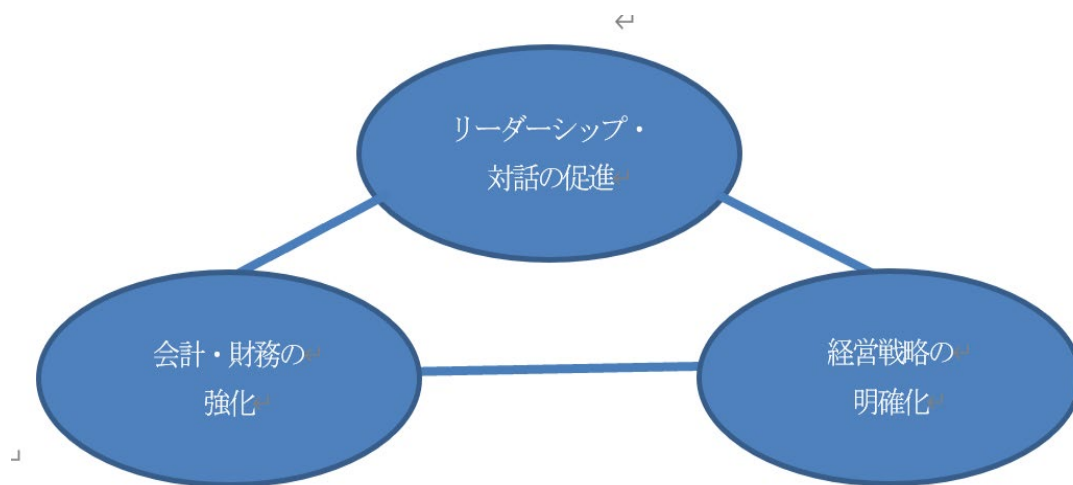 リーダーシップ・
対話の促進
会計・財務の
強化
経営戦略の
明確化